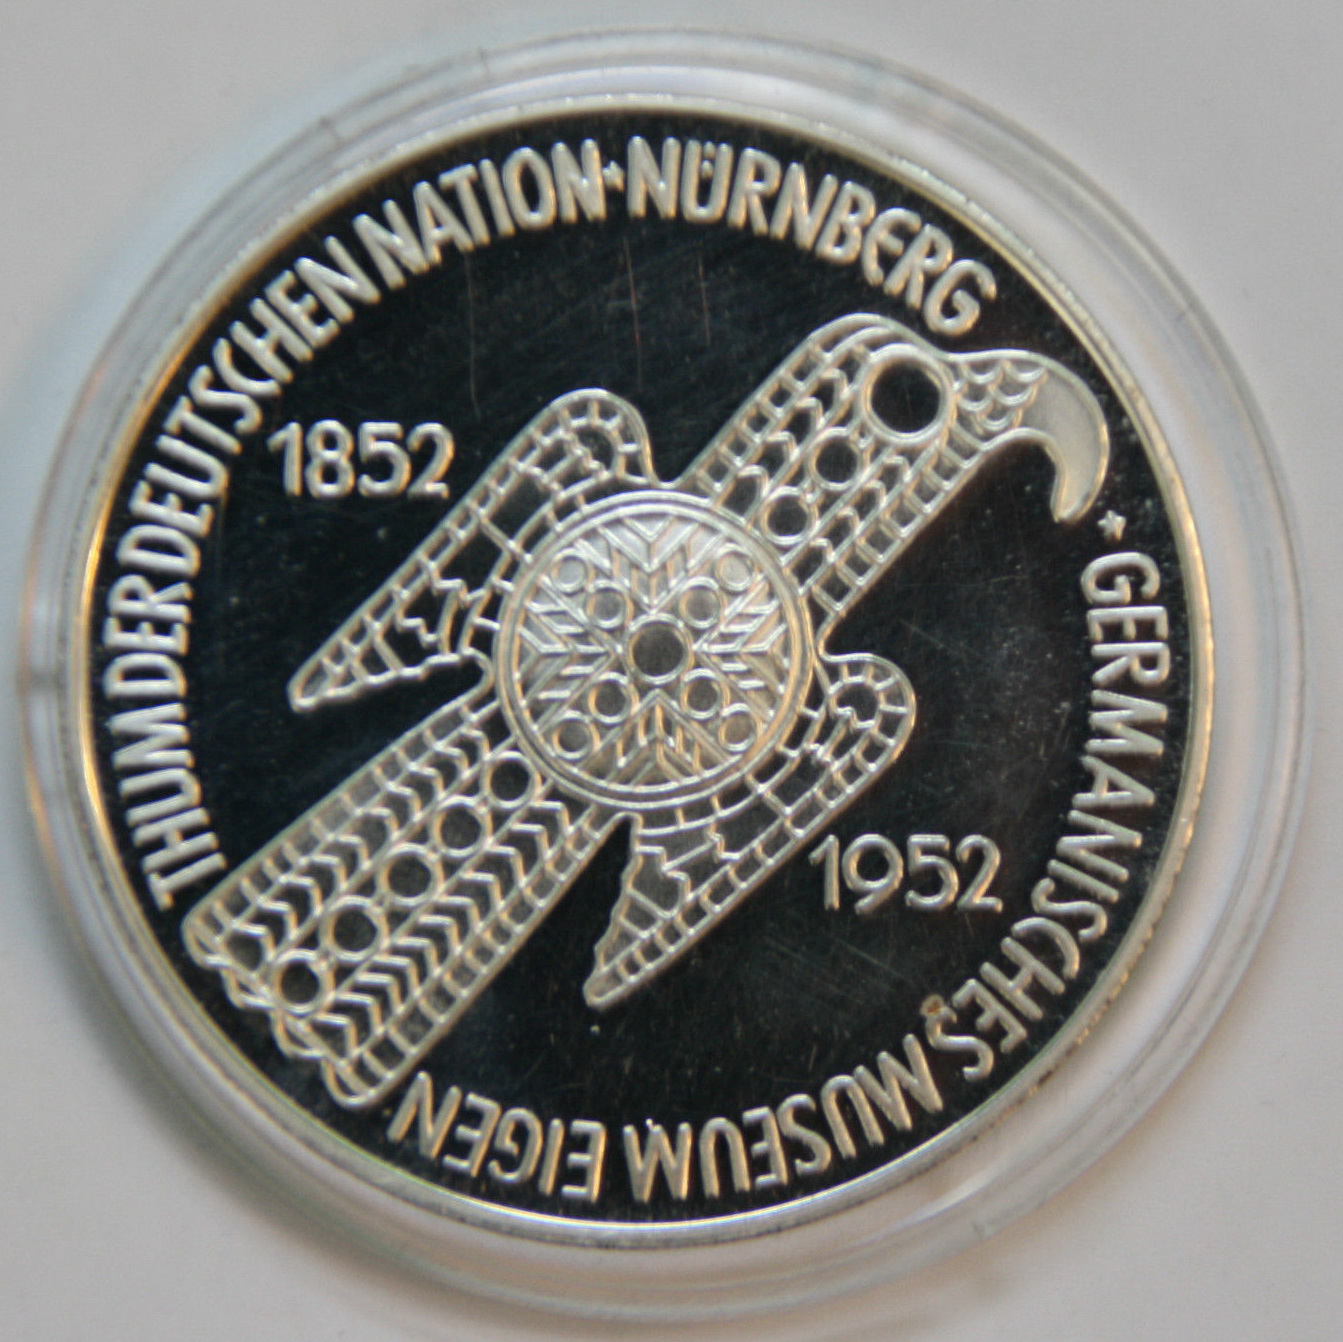 GERMANISCHES MUSEUM EIGENTHUM DER DEUTSCHEN NATION·NÜRNBERG
1852
1952